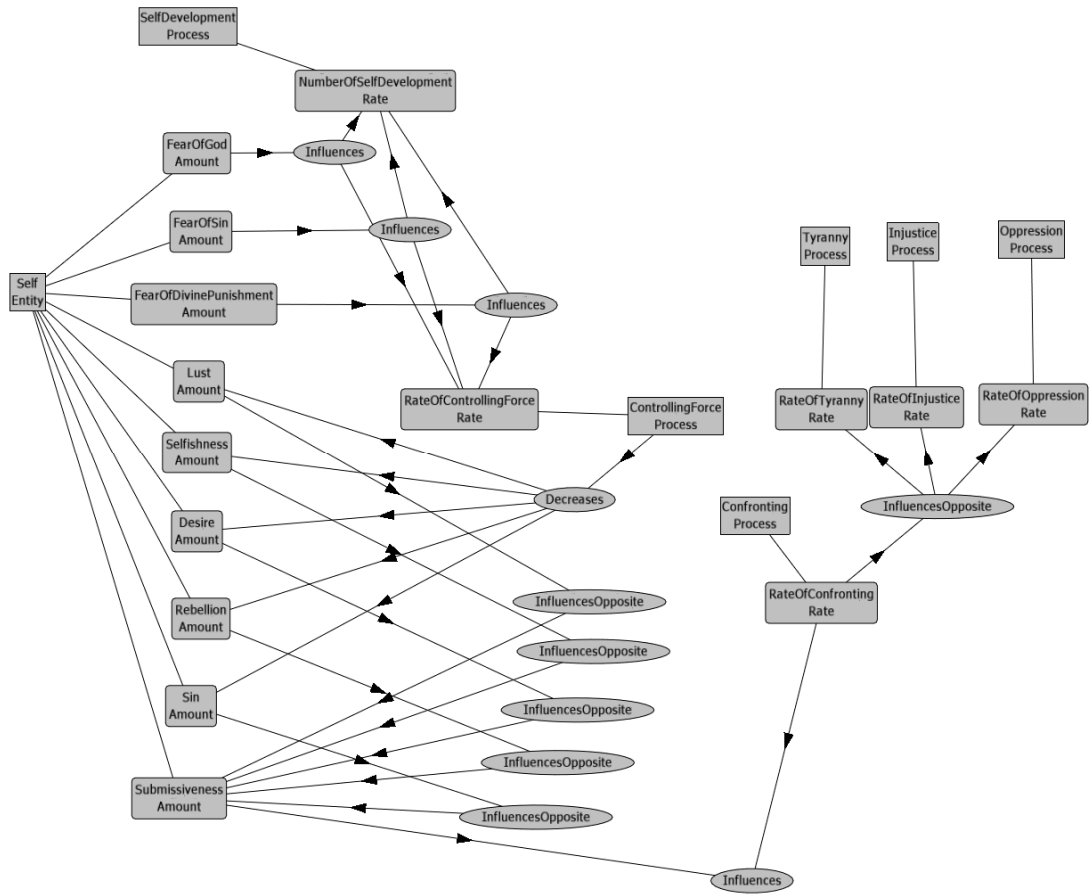 SelfDevelopment
Process
NumberOfSelfDevelopment
Rate
FearOfGod
Amount
Influences
FearOfSin
Amount
Influences
Tyranny
Process
Injustice
Process
Oppression
Process
Self
Entity
FearOfDivinePunishment
Amount
Influences
Lust
Amount
RateOfControllingForce
Rate
ControllingForce
Process
RateOfTyranny
Rate
RateOfInjustice
Rate
RateOfOppression
Rate
Selfishness
Amount
Decreases
Desire
Amount
Confronting
Process
InfluencesOpposite
Rebellion
Amount
InfluencesOpposite
RateOfConfronting
Rate
InfluencesOpposite
Sin
Amount
InfluencesOpposite
InfluencesOpposite
Submissiveness
Amount
InfluencesOpposite
Influences